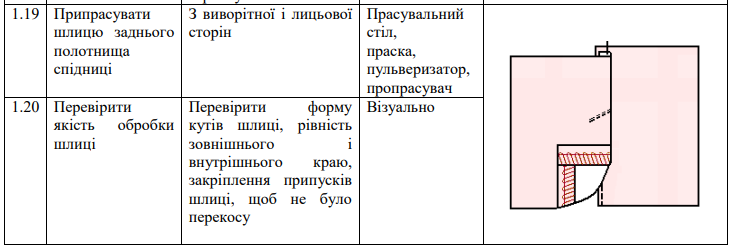 1.19 Припрасувати шлицю заднього полотнища спідниці
З виворітної і лицьової сторін
Прасувальний стіл, праска, пульверизатор, пропрасувач
1.20 Перевірити якість обробки шлиці
Перевірити форму кутів шлиці, рівність зовнішнього і внутрішнього краю, закріплення припусків шлиці, щоб не було перекосу
Візуально